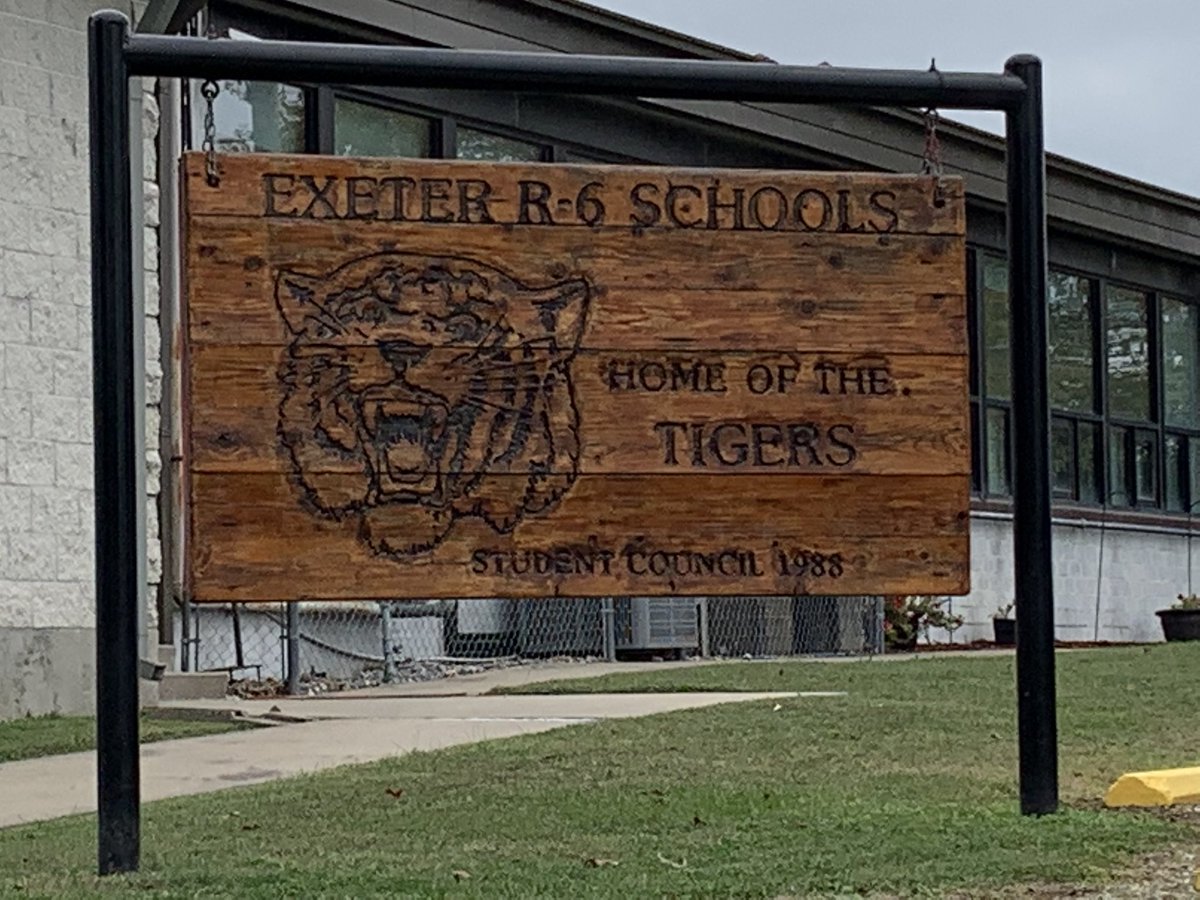 EXETER R-6 SCHOOLS
HOME OF THE
TIGERS
STUDENT COUNCIL 1988